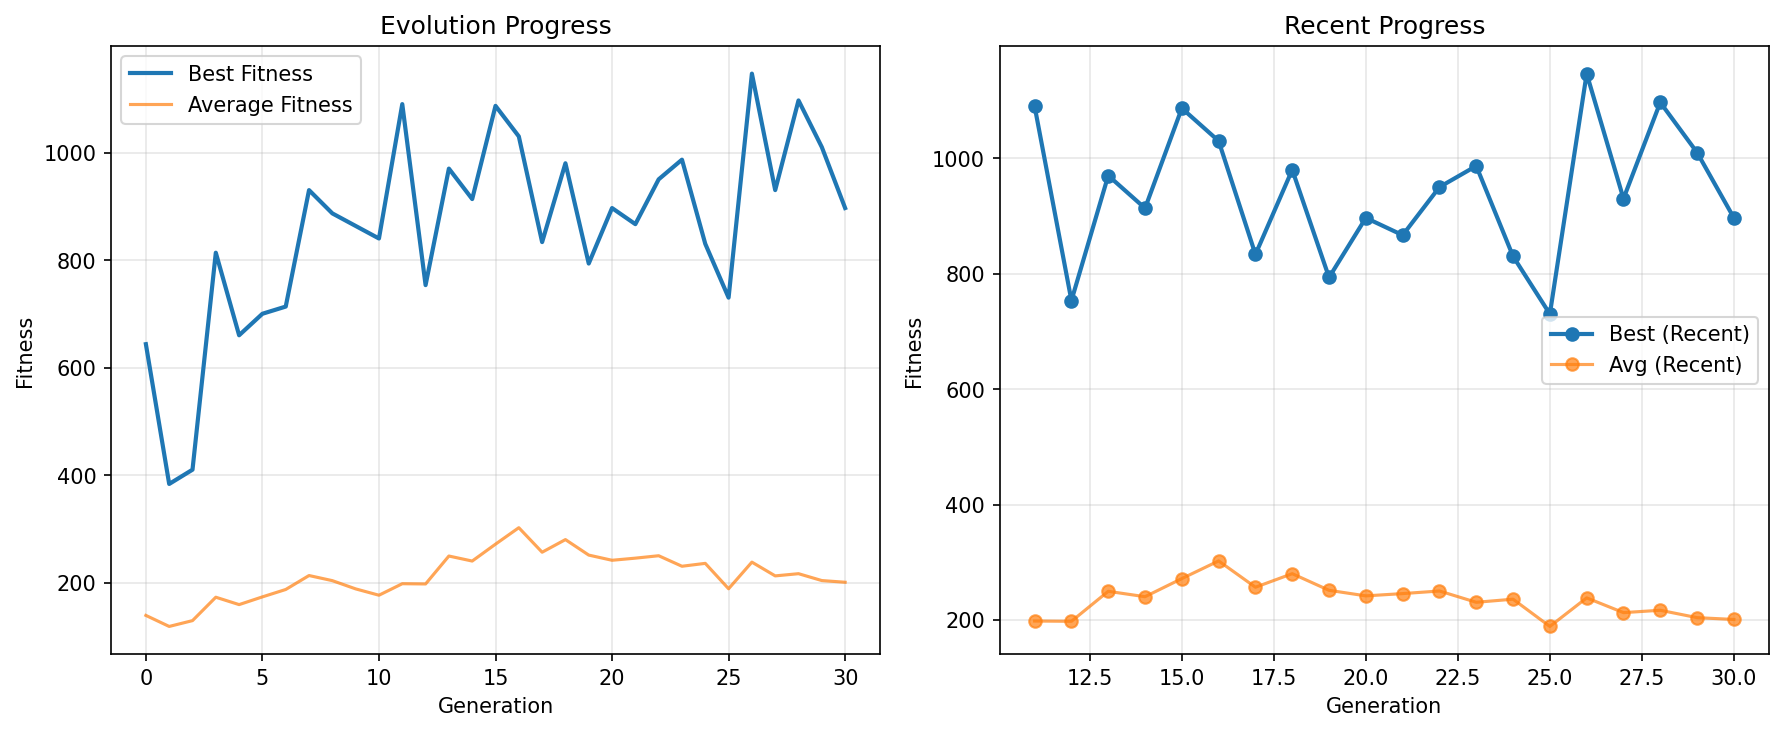 Evolution Progress
Best Fitness
Average Fitness
1000
800
600
400
200
Fitness
0 5 10 15 20 25 30
Generation
Recent Progress
1000
800
600
400
200
Fitness
Best (Recent)
Avg (Recent)
12.5 15.0 17.5 20.0 22.5 25.0 27.5 30.0
Generation